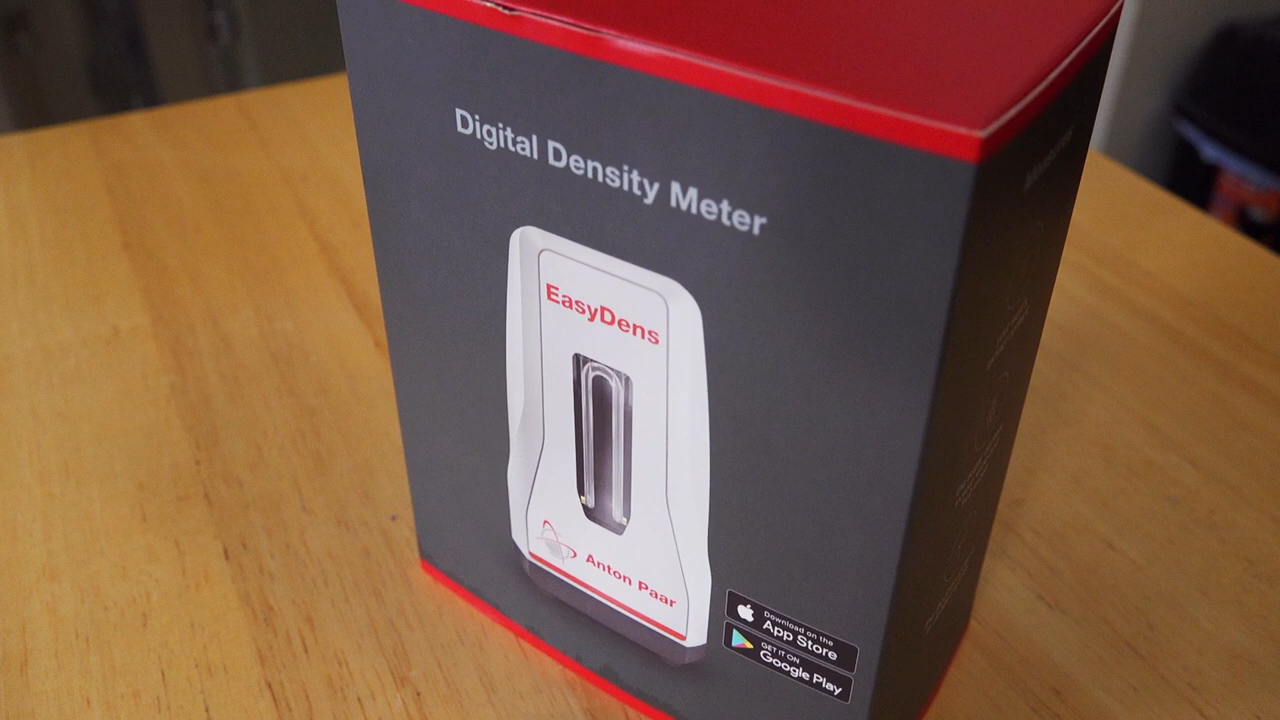 Digital Density Meter
EasyDens
Anton Paar
Download on the
App Store
GET IT ON
Google Play